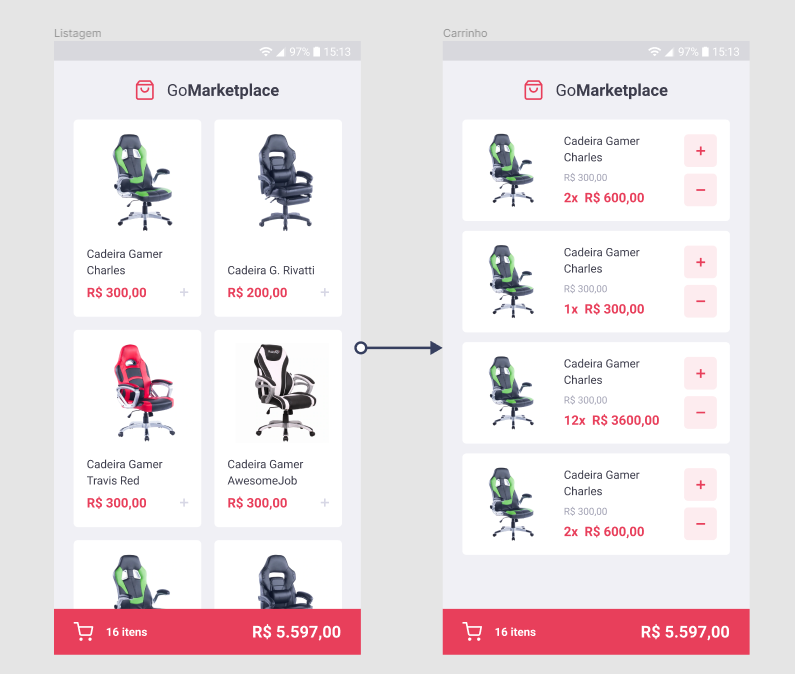 Listagem
97% 15:13
GoMarketplace
Cadeira Gamer
Charles
R$ 300,00 +
Cadeira G. Rivatti
R$ 200,00 +
Cadeira Gamer
Travis Red
R$ 300,00 +
Cadeira Gamer
AwesomeJob
R$ 300,00 +
16 itens
R$ 5.597,00
Carrinho
97% 15:13
GoMarketplace
Cadeira Gamer
Charles
R$ 300,00
2x R$ 600,00
+
−
Cadeira Gamer
Charles
R$ 300,00
1x R$ 300,00
+
−
Cadeira Gamer
Charles
R$ 300,00
12x R$ 3600,00
+
−
Cadeira Gamer
Charles
R$ 300,00
2x R$ 600,00
+
−
16 itens
R$ 5.597,00